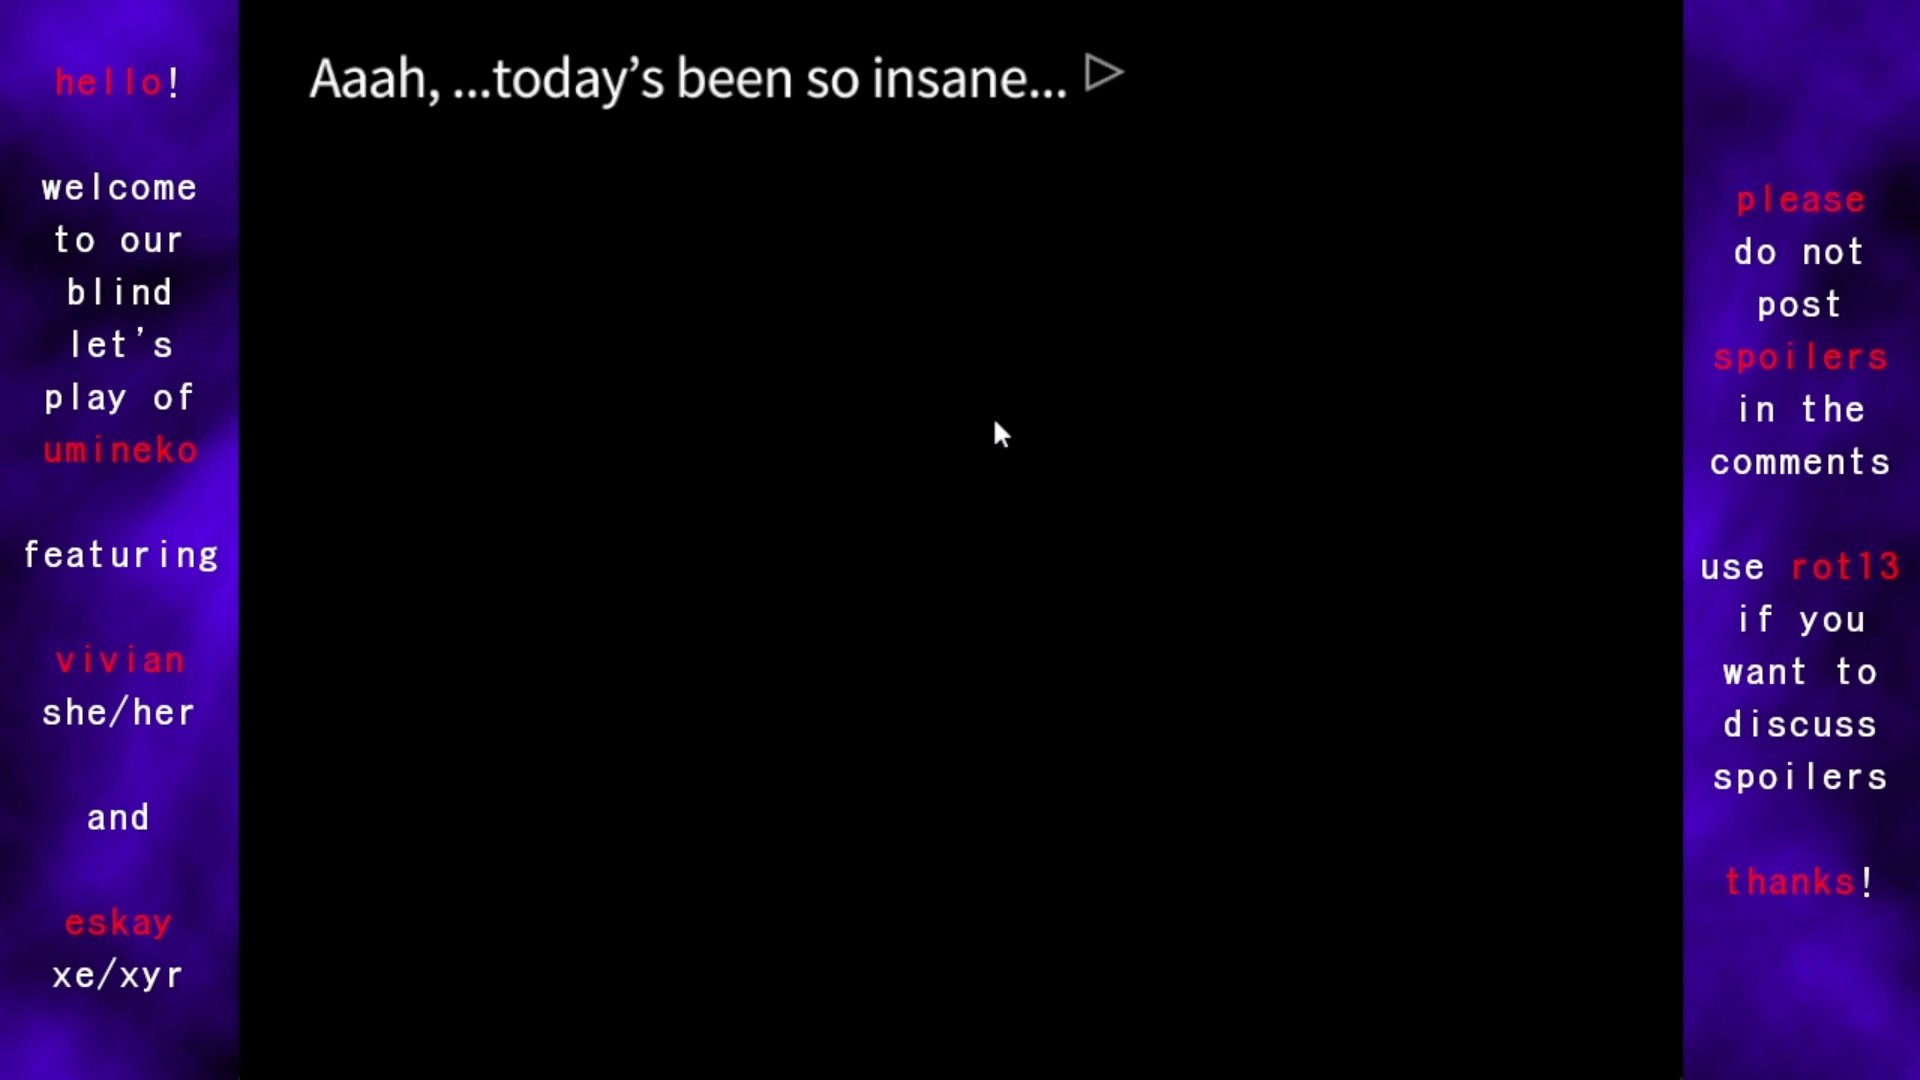 hello!
welcome
to our
blind
let's
play of
umineko
featuring
vivian
she/her
and
eskay
xe/xyr
Aaah, ...today’s been so insane...
please
do not
post
spoilers
in the
comments
use rot13
if you
want to
discuss
spoilers
thanks!